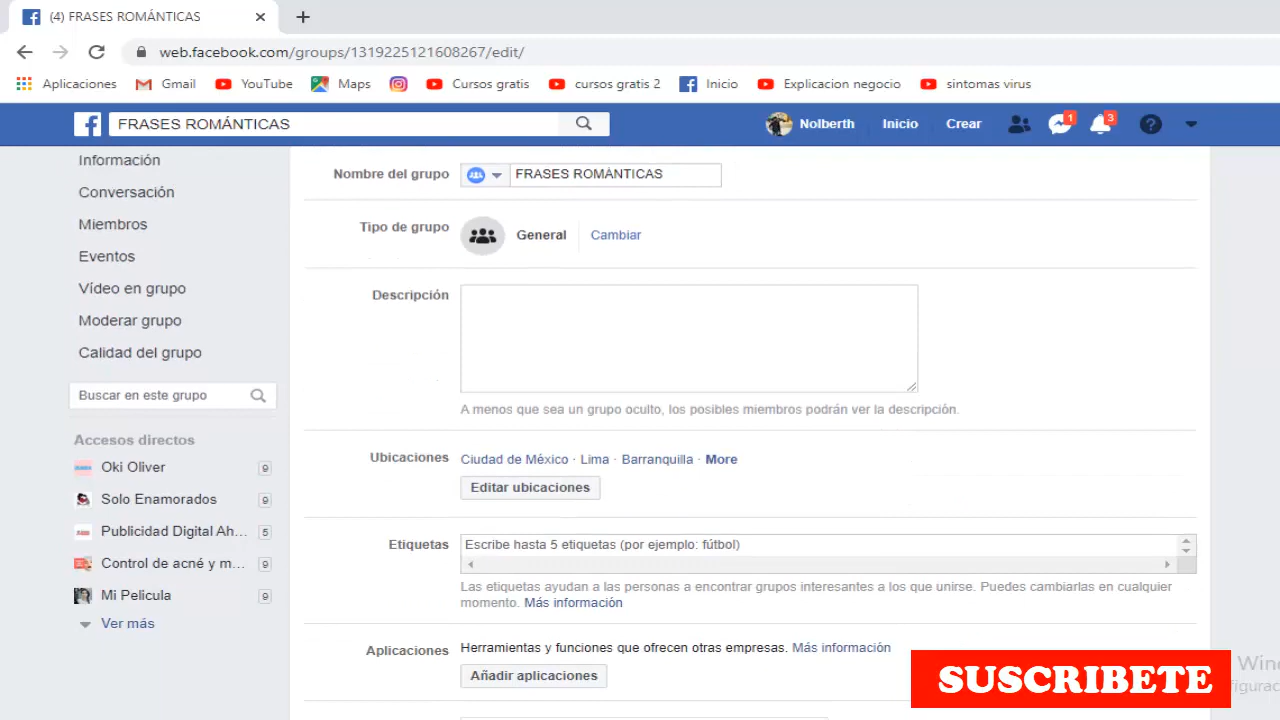 (4) FRASES ROMÁNTICAS
web.facebook.com/groups/1319225121608267/edit/
Aplicaciones Gmail YouTube Maps Cursos gratis cursos gratis 2 Inicio Explicacion negocio sintomas virus
FRASES ROMÁNTICAS Nolberth Inicio Crear 1 3
Información
Conversación
Miembros
Eventos
Vídeo en grupo
Moderar grupo
Calidad del grupo
Buscar en este grupo
Accesos directos
Oki Oliver 9
Solo Enamorados 9
Publicidad Digital Ah... 5
Control de acné y m... 9
Mi Pelicula 9
Ver más
Nombre del grupo FRASES ROMÁNTICAS
Tipo de grupo General Cambiar
Descripción
A menos que sea un grupo oculto, los posibles miembros podrán ver la descripción.
Ubicaciones Ciudad de México · Lima · Barranquilla · More
Editar ubicaciones
Etiquetas Escribe hasta 5 etiquetas (por ejemplo: fútbol)
Las etiquetas ayudan a las personas a encontrar grupos interesantes a los que unirse. Puedes cambiarlas en cualquier
momento. Más información
Aplicaciones Herramientas y funciones que ofrecen otras empresas. Más información
Añadir aplicaciones
SUSCRIBETE